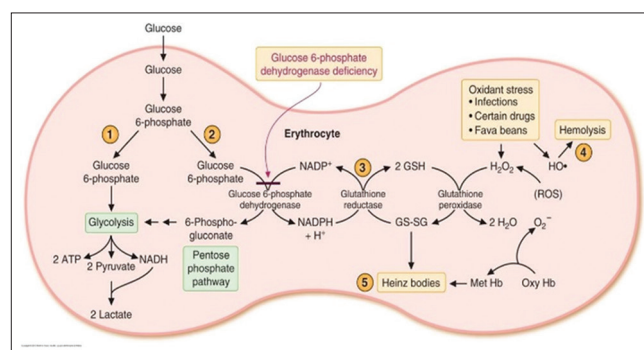 Glucose
Glucose
Glucose
6-phosphate
Glucose 6-phosphate
dehydrogenase deficiency
Oxidant stress
• Infections
• Certain drugs
• Fava beans
Hemolysis
1
2
Erythrocyte
3
4
Glucose
6-phosphate
Glucose
6-phosphate
NADP+
2 GSH
H2O2
HO•
(ROS)
Glucose 6-phosphate
dehydrogenase
Glutathione
reductase
Glutathione
peroxidase
Glycolysis
6-Phospho-
gluconate
NADPH
+ H+
GS-SG
2 H2O
O2−
Pentose
phosphate
pathway
2 ATP
2 Pyruvate
NADH
5
Heinz bodies
Met Hb
Oxy Hb
2 Lactate